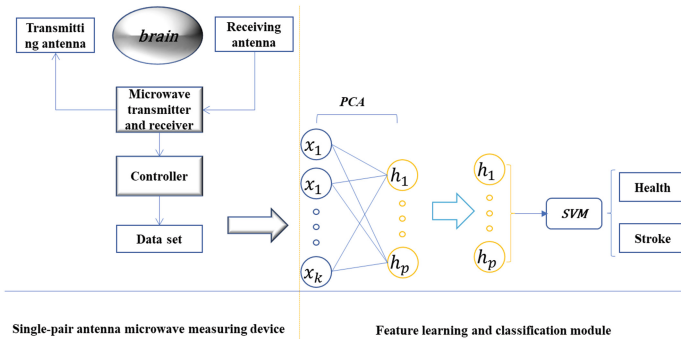 Transmitti
ng antenna
brain
Receiving
antenna
Microwave
transmitter
and receiver
Controller
Data set
PCA
x1
x1
xk
h1
hp
h1
hp
SVM
Health
Stroke
Single-pair antenna microwave measuring device
Feature learning and classification module